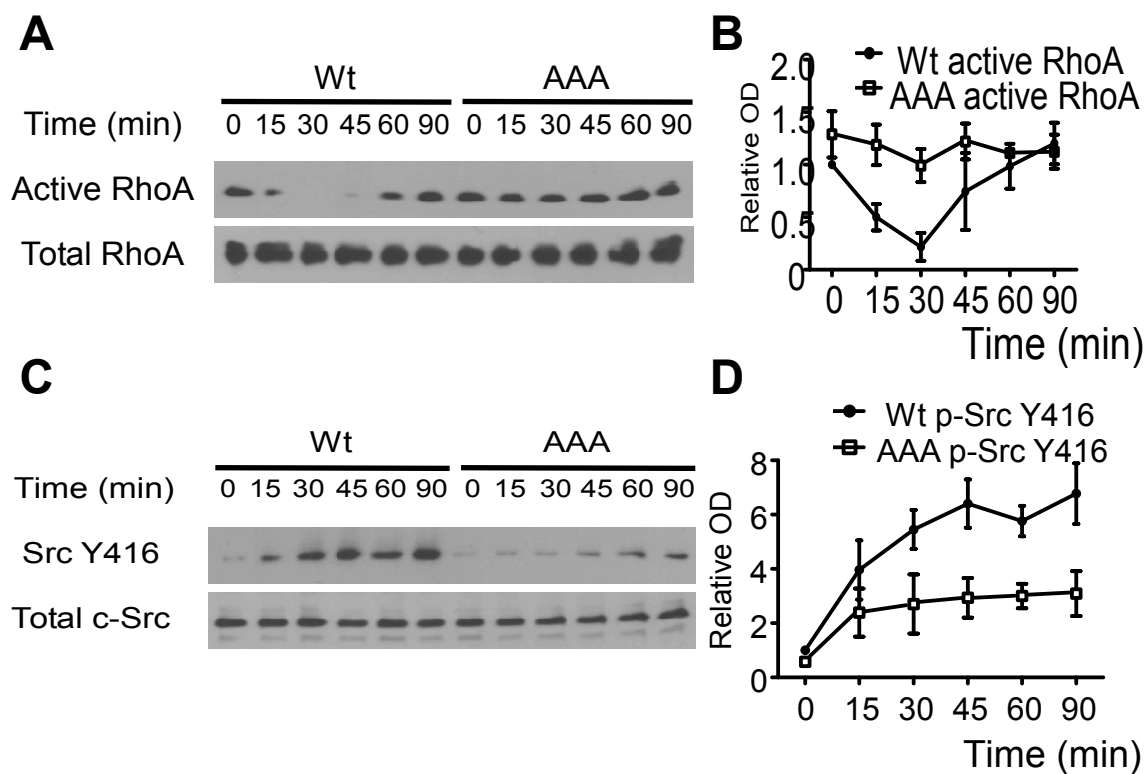 A
Wt AAA
Time (min) 0 15 30 45 60 90 0 15 30 45 60 90
Active RhoA
Total RhoA
B
Wt active RhoA
AAA active RhoA
Relative OD
2.0
1.5
1.0
0.5
0
0 15 30 45 60 90
Time (min)
C
Wt AAA
Time (min) 0 15 30 45 60 90 0 15 30 45 60 90
Src Y416
Total c-Src
D
Wt p-Src Y416
AAA p-Src Y416
Relative OD
8
6
4
2
0
0 15 30 45 60 90
Time (min)